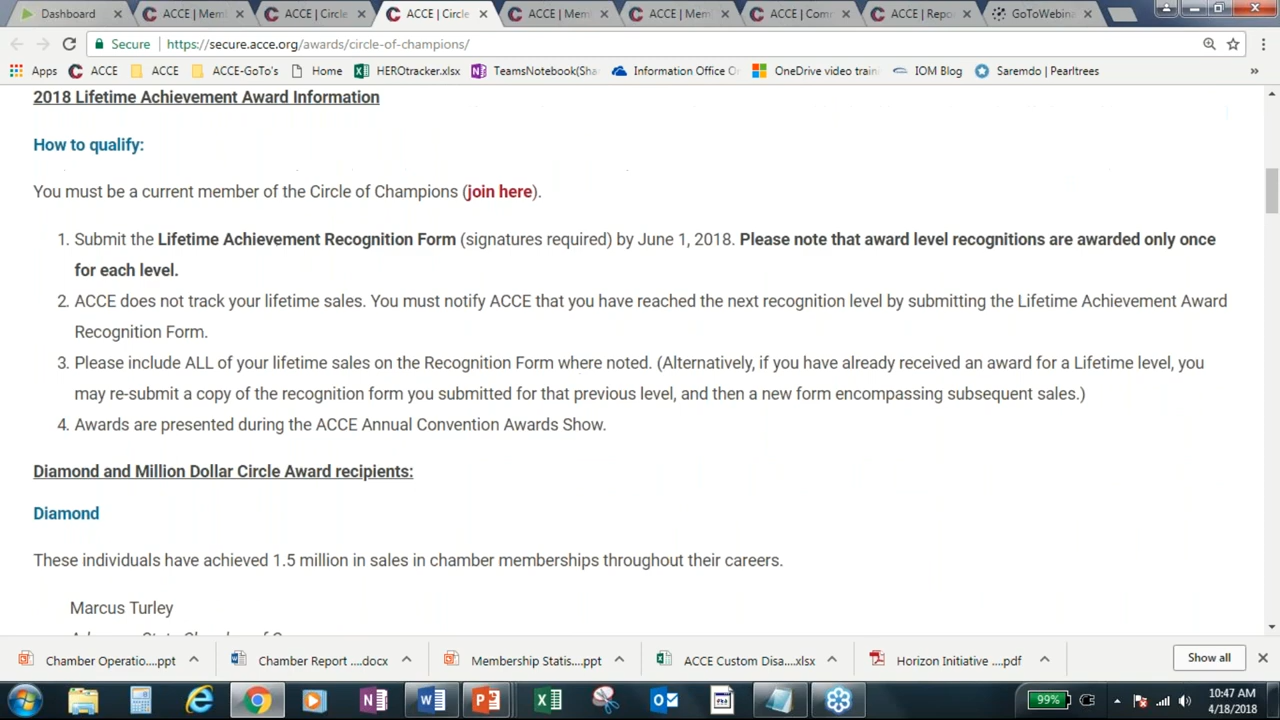 Dashboard
ACCE | Mem
ACCE | Circle
ACCE | Circle
ACCE | Mem
ACCE | Mem
ACCE | Com
ACCE | Repo
GoToWebina
Secure
https://secure.acce.org/awards/circle-of-champions/
Apps
ACCE
ACCE
ACCE-GoTo's
Home
HEROtracker.xlsx
TeamsNotebook(Sha
Information Office O
OneDrive video train
IOM Blog
Saremdo | Pearltrees
»
2018 Lifetime Achievement Award Information
How to qualify:
You must be a current member of the Circle of Champions (join here).
1. Submit the Lifetime Achievement Recognition Form (signatures required) by June 1, 2018. Please note that award level recognitions are awarded only once
for each level.
2. ACCE does not track your lifetime sales. You must notify ACCE that you have reached the next recognition level by submitting the Lifetime Achievement Award
Recognition Form.
3. Please include ALL of your lifetime sales on the Recognition Form where noted. (Alternatively, if you have already received an award for a Lifetime level, you
may re-submit a copy of the recognition form you submitted for that previous level, and then a new form encompassing subsequent sales.)
4. Awards are presented during the ACCE Annual Convention Awards Show.
Diamond and Million Dollar Circle Award recipients:
Diamond
These individuals have achieved 1.5 million in sales in chamber memberships throughout their careers.
Marcus Turley
Chamber Operatio....ppt
Chamber Report ....docx
Membership Statis....ppt
ACCE Custom Disa....xlsx
Horizon Initiative ....pdf
Show all
99%
10:47 AM
4/18/2018